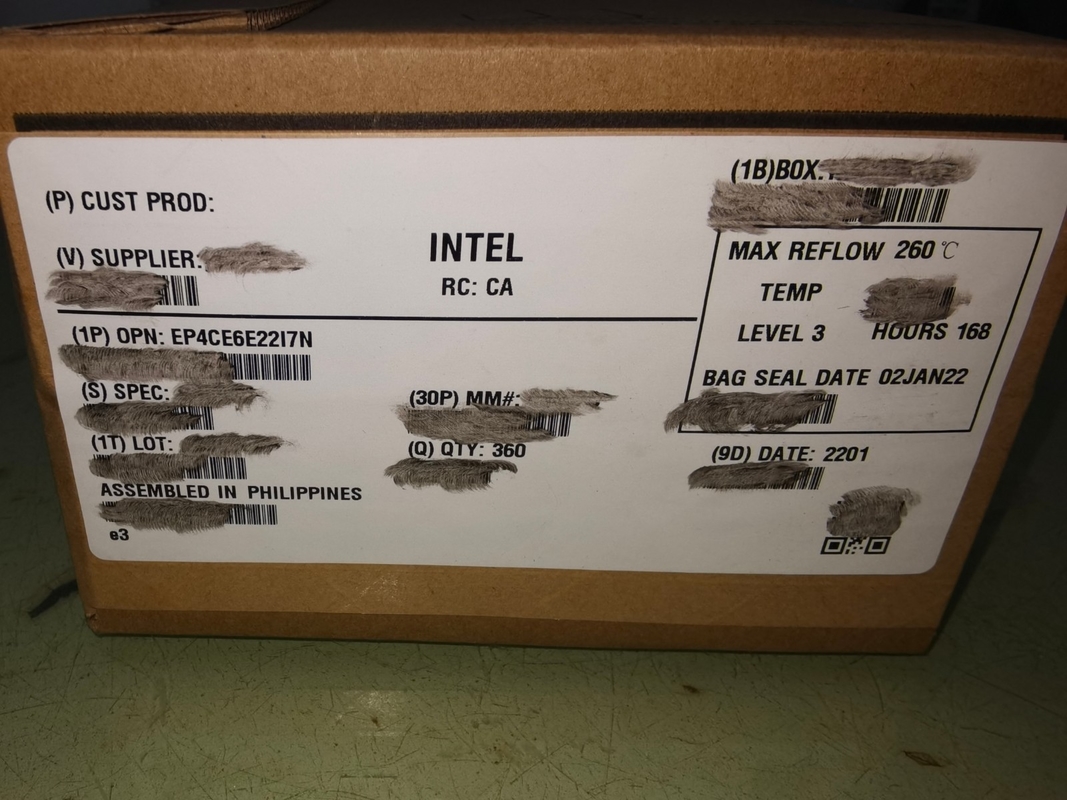 (P) CUST PROD:
(V) SUPPLIER:
INTEL
RC: CA
(1P) OPN: EP4CE6E22I7N
(S) SPEC:
(1T) LOT:
ASSEMBLED IN PHILIPPINES
e3
(30P) MM#:
(Q) QTY: 360
(1B)BOX:
MAX REFLOW 260℃
TEMP
LEVEL 3 HOURS 168
BAG SEAL DATE 02JAN22
(9D) DATE: 2201